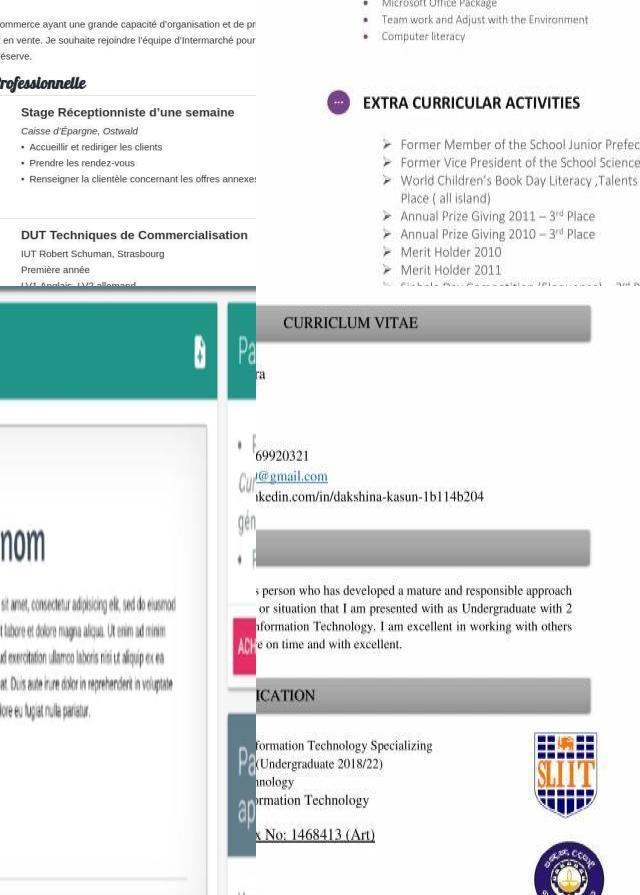 ommerce ayant une grande capacité d'organisation et de pr
en vente. Je souhaite rejoindre l'équipe d'Intermarché pour
éserve.
rofessionnelle
Stage Réceptionniste d'une semaine
Caisse d'Épargne, Ostwald
• Accueillir et rediriger les clients
• Prendre les rendez-vous
• Renseigner la clientèle concernant les offres annexes
DUT Techniques de Commercialisation
IUT Robert Schuman, Strasbourg
Première année
LV1 Anglais, LV2 allemand
• Microsoft Office Package
• Team work and Adjust with the Environment
• Computer literacy
EXTRA CURRICULAR ACTIVITIES
➢ Former Member of the School Junior Prefec
➢ Former Vice President of the School Science
➢ World Children's Book Day Literacy ,Talents
Place ( all island)
➢ Annual Prize Giving 2011 – 3rd Place
➢ Annual Prize Giving 2010 – 3rd Place
➢ Merit Holder 2010
➢ Merit Holder 2011
nom
sit amet, consectetur adipisicing elit, sed do eiusmod
t labore et dolore magna aliqua. Ut enim ad minim
ud exercitation ullamco laboris nisi ut aliquip ex ea
at. Duis aute irure dolor in reprehenderit in voluptate
lore eu fugiat nulla pariatur.
Pa
• F
Cur
gén
ACH
Pa
ap
CURRICLUM VITAE
ra
69920321
@gmail.com
nkedin.com/in/dakshina-kasun-1b114b204
s person who has developed a mature and responsible approach
or situation that I am presented with as Undergraduate with 2
nformation Technology. I am excellent in working with others
e on time and with excellent.
ICATION
formation Technology Specializing
(Undergraduate 2018/22)
hnology
ormation Technology
x No: 1468413 (Art)
SLIIT